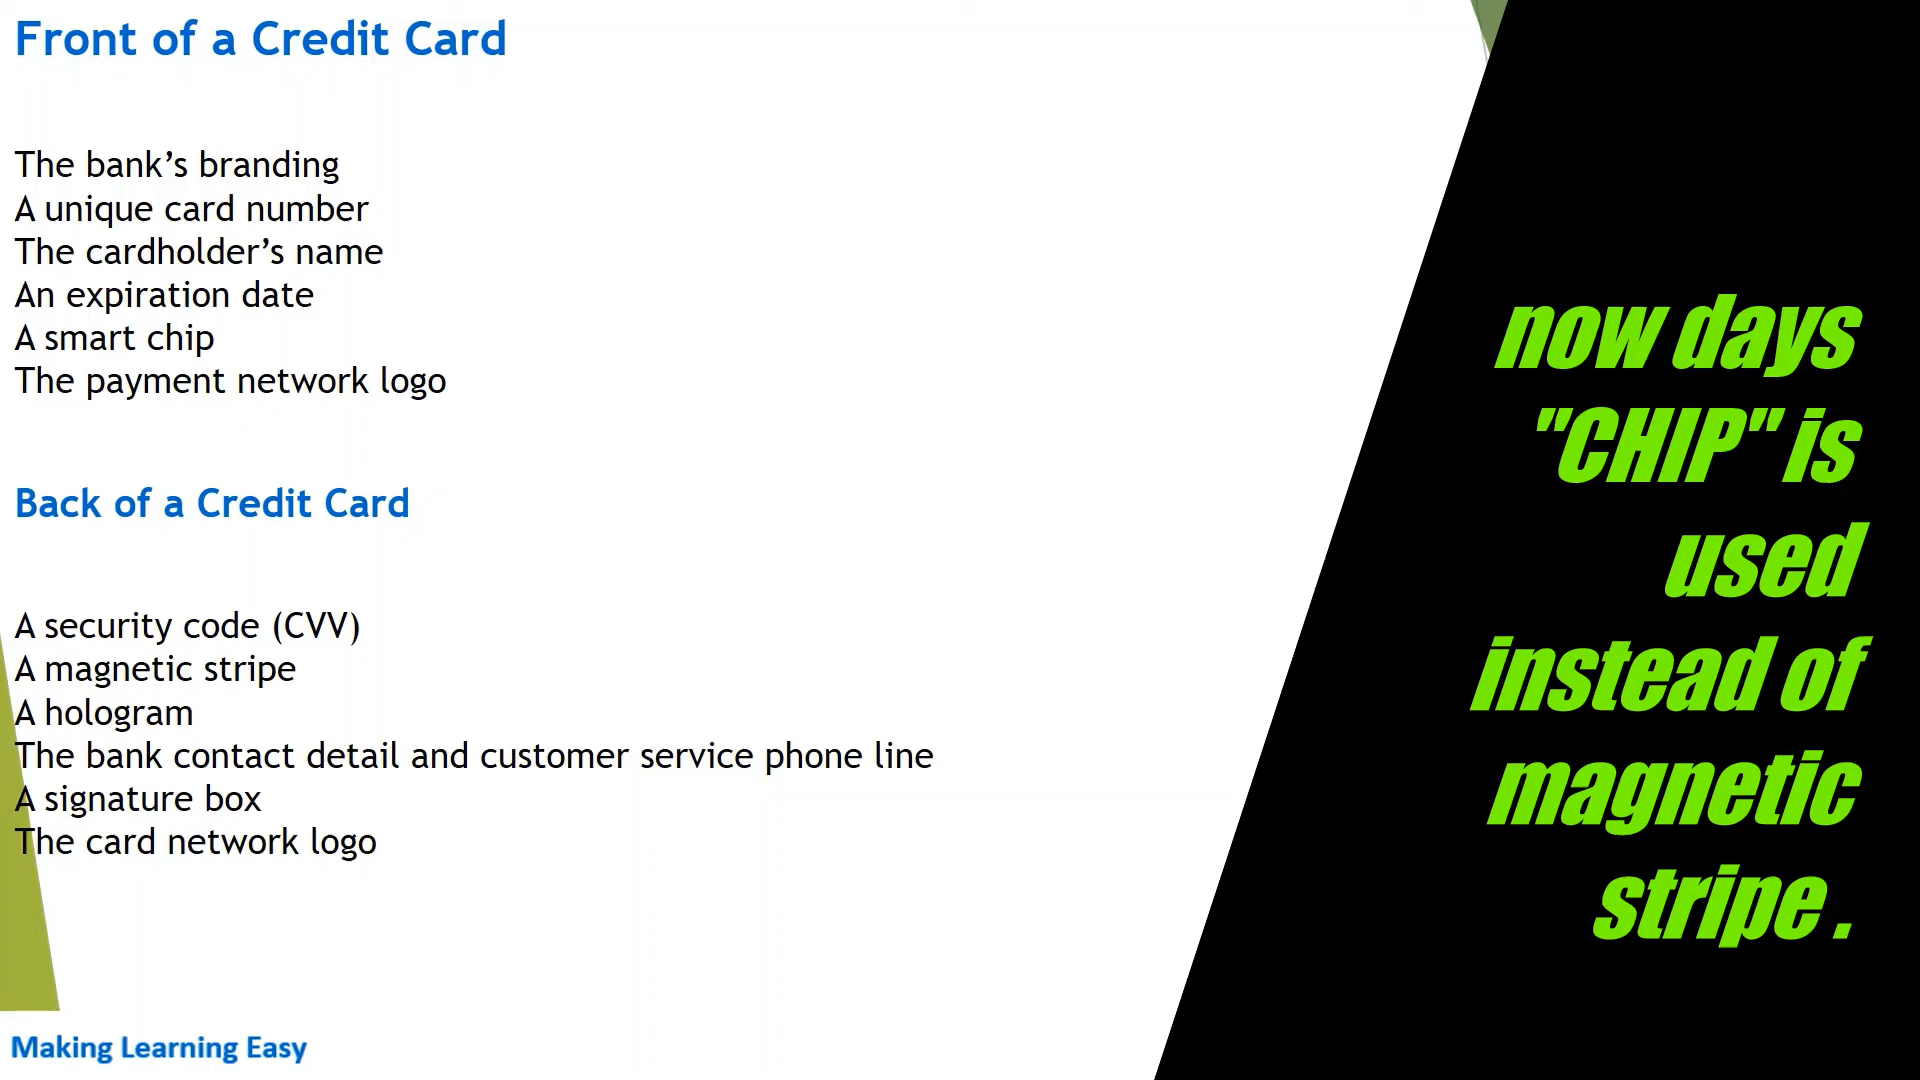 Front of a Credit Card
The bank’s branding
A unique card number
The cardholder’s name
An expiration date
A smart chip
The payment network logo
Back of a Credit Card
A security code (CVV)
A magnetic stripe
A hologram
The bank contact detail and customer service phone line
A signature box
The card network logo
Making Learning Easy
now days
"CHIP" is
used
instead of
magnetic
stripe .